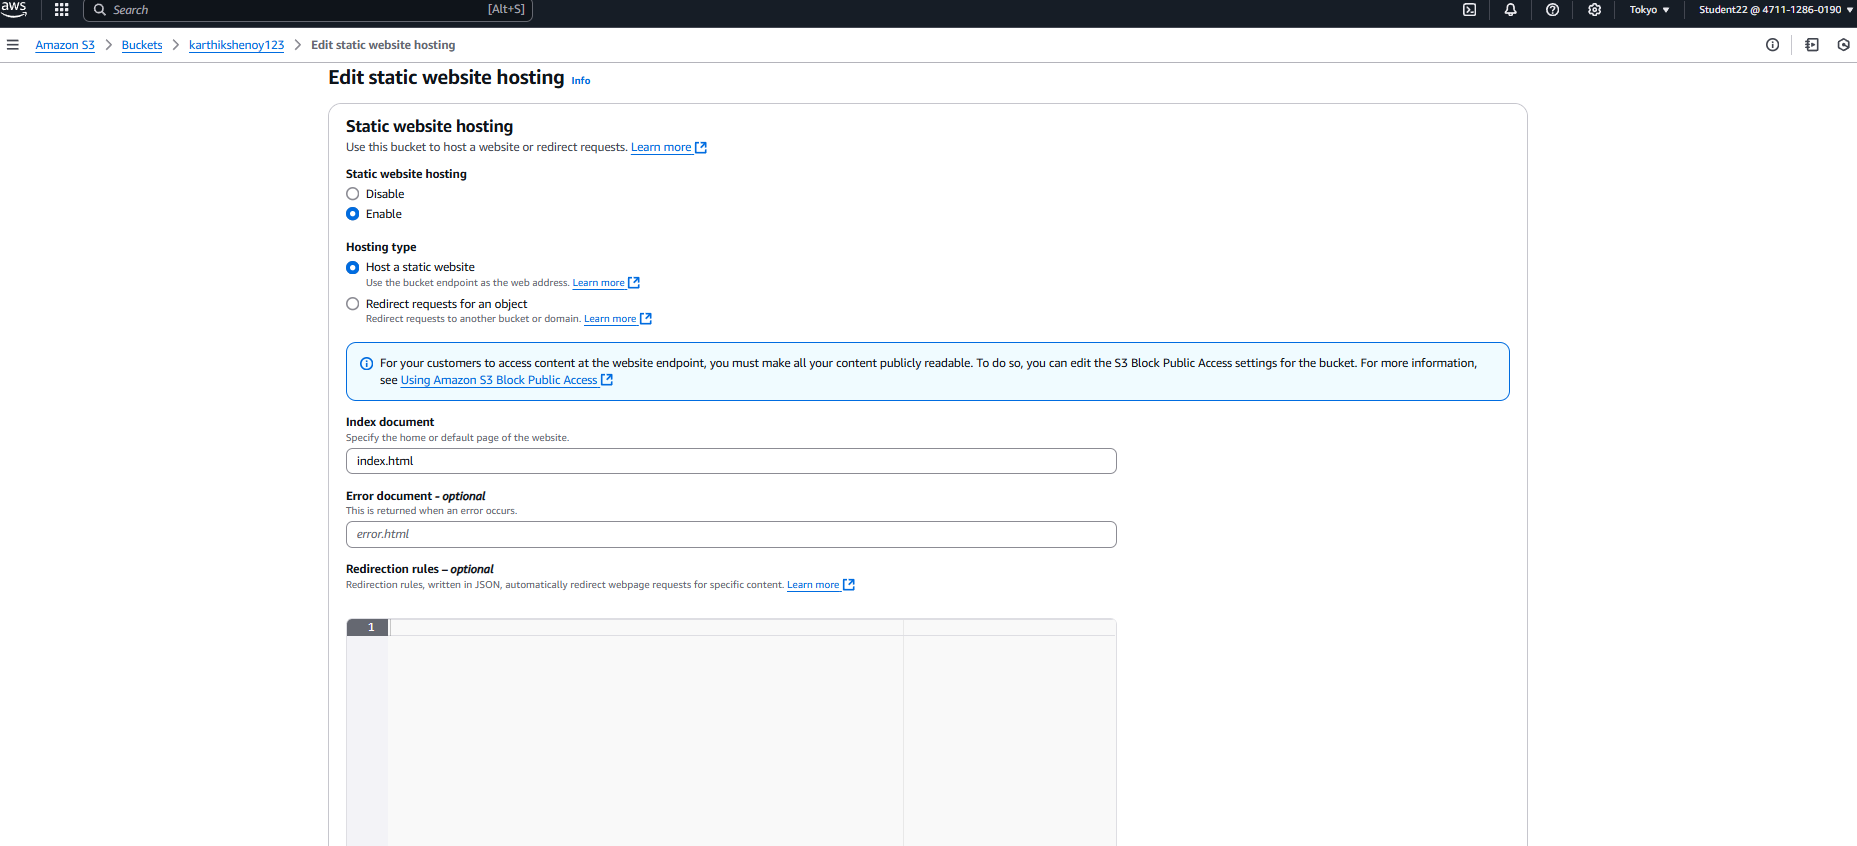 aws
Search [Alt+S]
Tokyo ▼
Student22 @ 4711-1286-0190 ▼
Amazon S3 > Buckets > karthikshenoy123 > Edit static website hosting
Edit static website hosting Info
Static website hosting
Use this bucket to host a website or redirect requests. Learn more
Static website hosting
Disable
Enable
Hosting type
Host a static website
Use the bucket endpoint as the web address. Learn more
Redirect requests for an object
Redirect requests to another bucket or domain. Learn more
For your customers to access content at the website endpoint, you must make all your content publicly readable. To do so, you can edit the S3 Block Public Access settings for the bucket. For more information,
see Using Amazon S3 Block Public Access
Index document
Specify the home or default page of the website.
index.html
Error document - optional
This is returned when an error occurs.
error.html
Redirection rules – optional
Redirection rules, written in JSON, automatically redirect webpage requests for specific content. Learn more
1